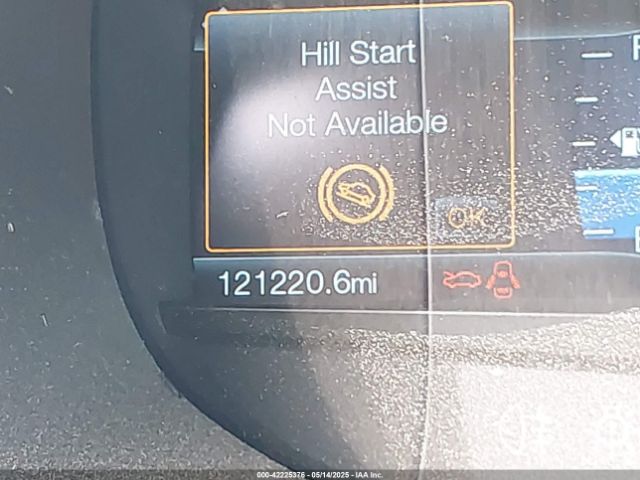 Hill Start
Assist
Not Available
OK
121220.6mi
000-42225376 - 05/14/2025 - IAA Inc.